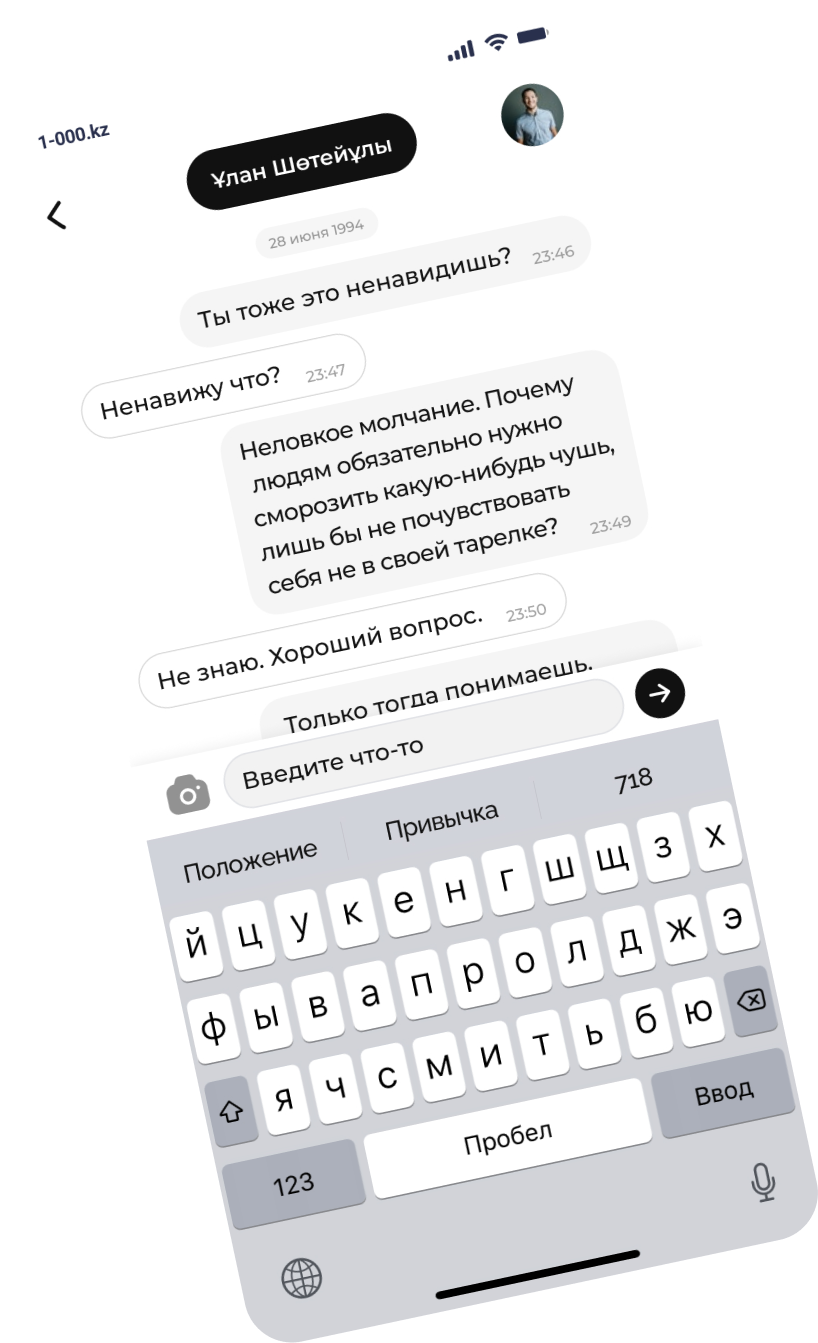 1-000.kz
Ұлан Шөтейұлы
28 июня 1994
Ты тоже это ненавидишь? 23:46
Ненавижу что? 23:47
Неловкое молчание. Почему
людям обязательно нужно
сморозить какую-нибудь чушь,
лишь бы не почувствовать
себя не в своей тарелке? 23:49
Не знаю. Хороший вопрос. 23:50
Только тогда понимаешь.
Введите что-то
Положение Привычка 718
й ц у к е н г ш щ з х
ф ы в а п р о л д ж э
я ч с м и т ь б ю
123 Пробел Ввод